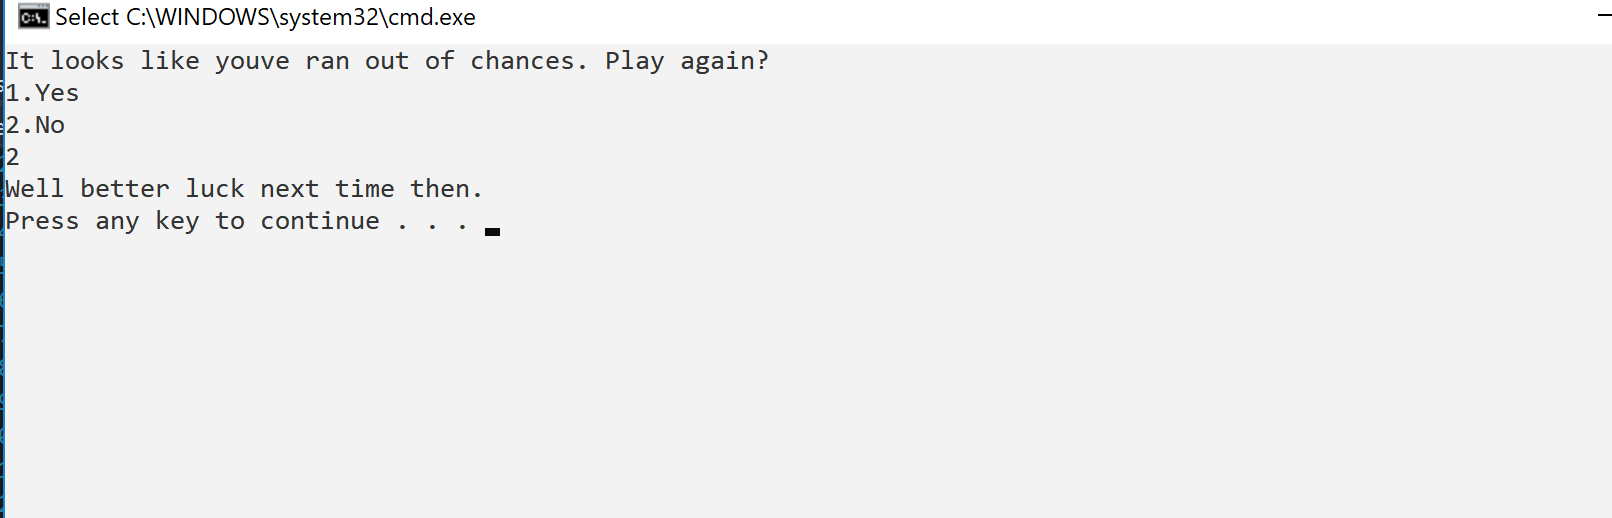 C:\. Select C:\WINDOWS\system32\cmd.exe
It looks like youve ran out of chances. Play again?
1.Yes
2.No
2
Well better luck next time then.
Press any key to continue . . .